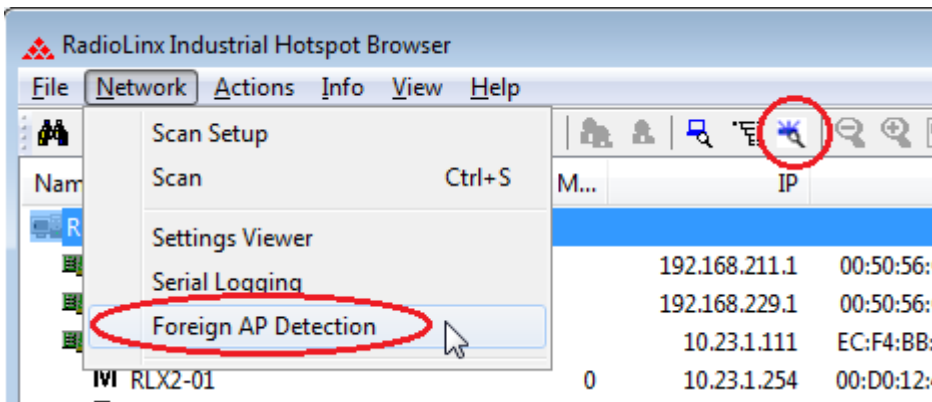 RadioLinx Industrial Hotspot Browser
File Network Actions Info View Help
Scan Setup
Nam Scan Ctrl+S M... IP
R
Settings Viewer
192.168.211.1 00:50:56:
Serial Logging
192.168.229.1 00:50:56:
Foreign AP Detection
10.23.1.111 EC:F4:BB:
RLX2-01 0 10.23.1.254 00:D0:12: